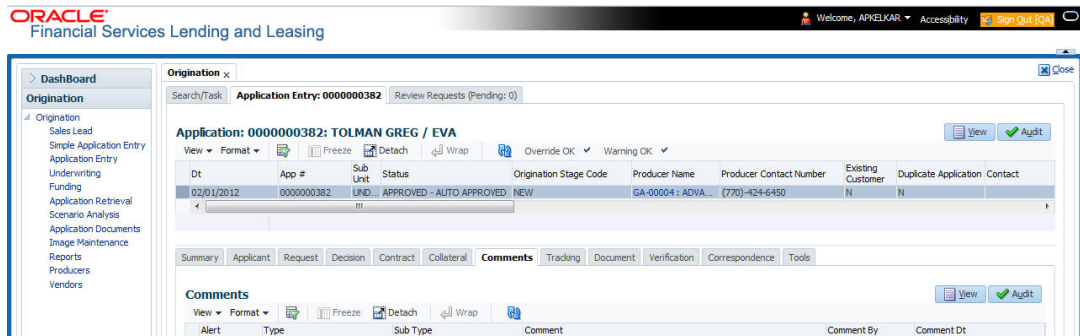 ORACLE®
Financial Services Lending and Leasing
Welcome, APKELKAR Accessibility Sign Out [QA]
Close
DashBoard
Origination
Origination
Sales Lead
Simple Application Entry
Application Entry
Underwriting
Funding
Application Retrieval
Scenario Analysis
Application Documents
Image Maintenance
Reports
Producers
Vendors
Origination x
Search/Task Application Entry: 0000000382 Review Requests (Pending: 0)
Application: 0000000382: TOLMAN GREG / EVA
View Audit
View Format Freeze Detach Wrap Override OK Warning OK
Dt App # Sub Unit Status Origination Stage Code Producer Name Producer Contact Number Existing Customer Duplicate Application Contact
02/01/2012 0000000382 UND... APPROVED - AUTO APPROVED NEW GA-00004 : ADVA... (770)-424-6450 N N
Summary Applicant Request Decision Contract Collateral Comments Tracking Document Verification Correspondence Tools
Comments
View Audit
View Format Freeze Detach Wrap
Alert Type Sub Type Comment Comment By Comment Dt